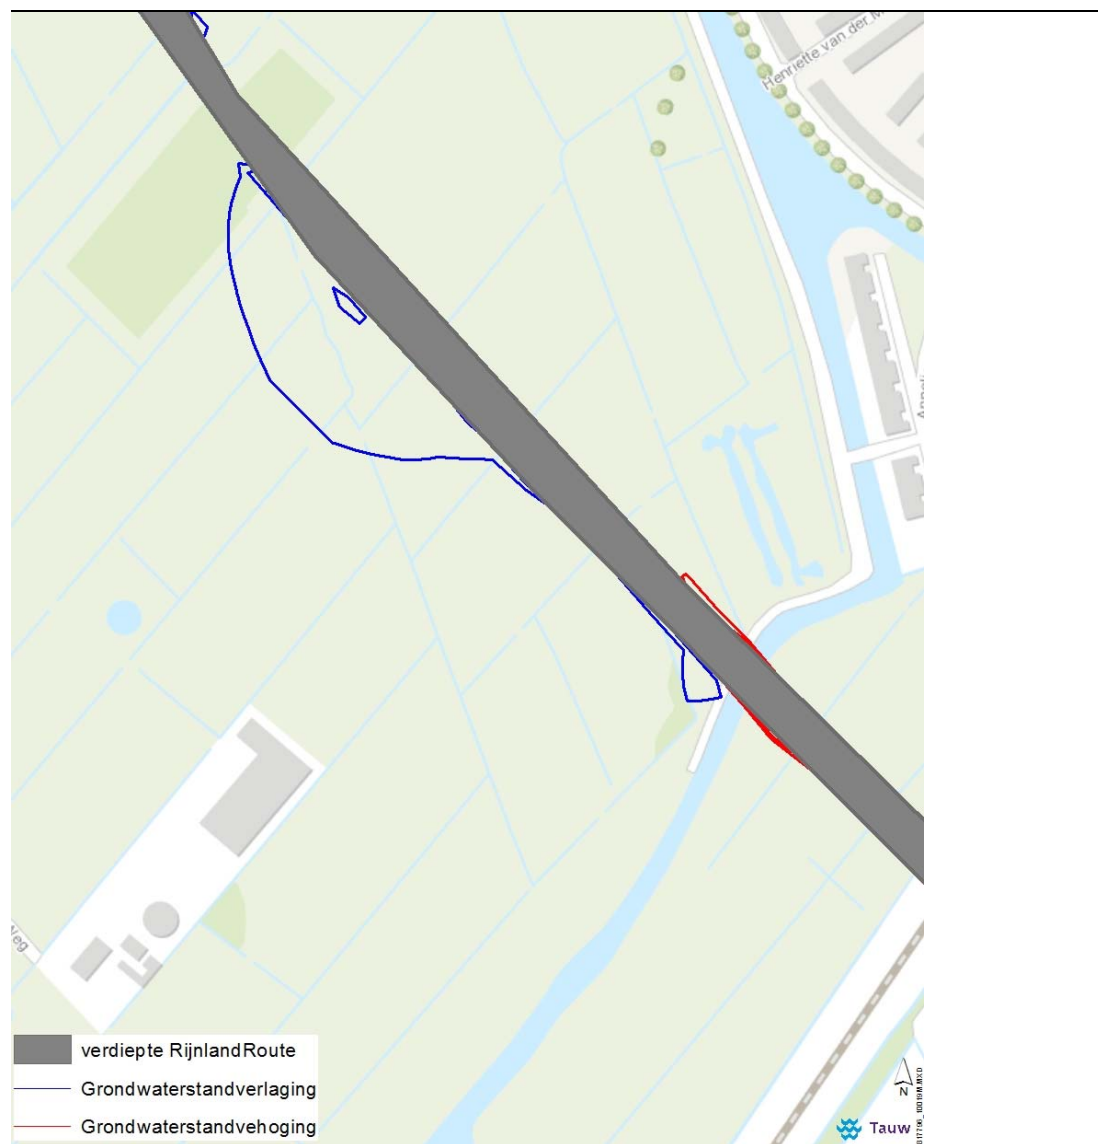 Henriette van der M
Weg
verdiepte RijnlandRoute
Grondwaterstandverlaging
Grondwaterstandvehoging
N
Tauw